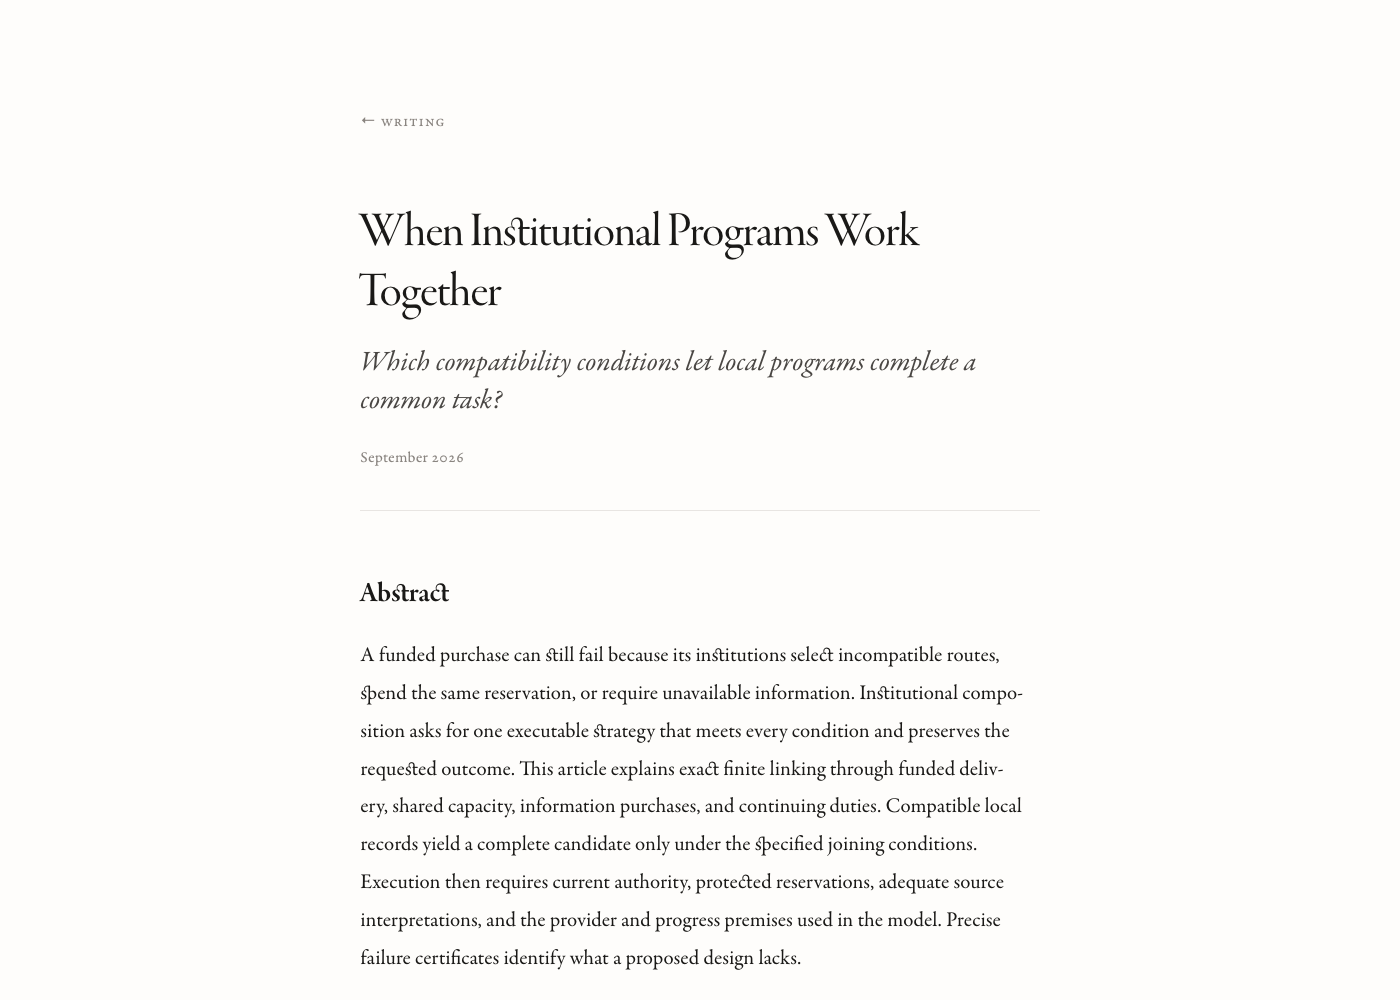 ← WRITING
When Institutional Programs Work
Together
Which compatibility conditions let local programs complete a
common task?
September 2026
Abstract
A funded purchase can still fail because its institutions select incompatible routes,
spend the same reservation, or require unavailable information. Institutional compo-
sition asks for one executable strategy that meets every condition and preserves the
requested outcome. This article explains exact finite linking through funded deliv-
ery, shared capacity, information purchases, and continuing duties. Compatible local
records yield a complete candidate only under the specified joining conditions.
Execution then requires current authority, protected reservations, adequate source
interpretations, and the provider and progress premises used in the model. Precise
failure certificates identify what a proposed design lacks.